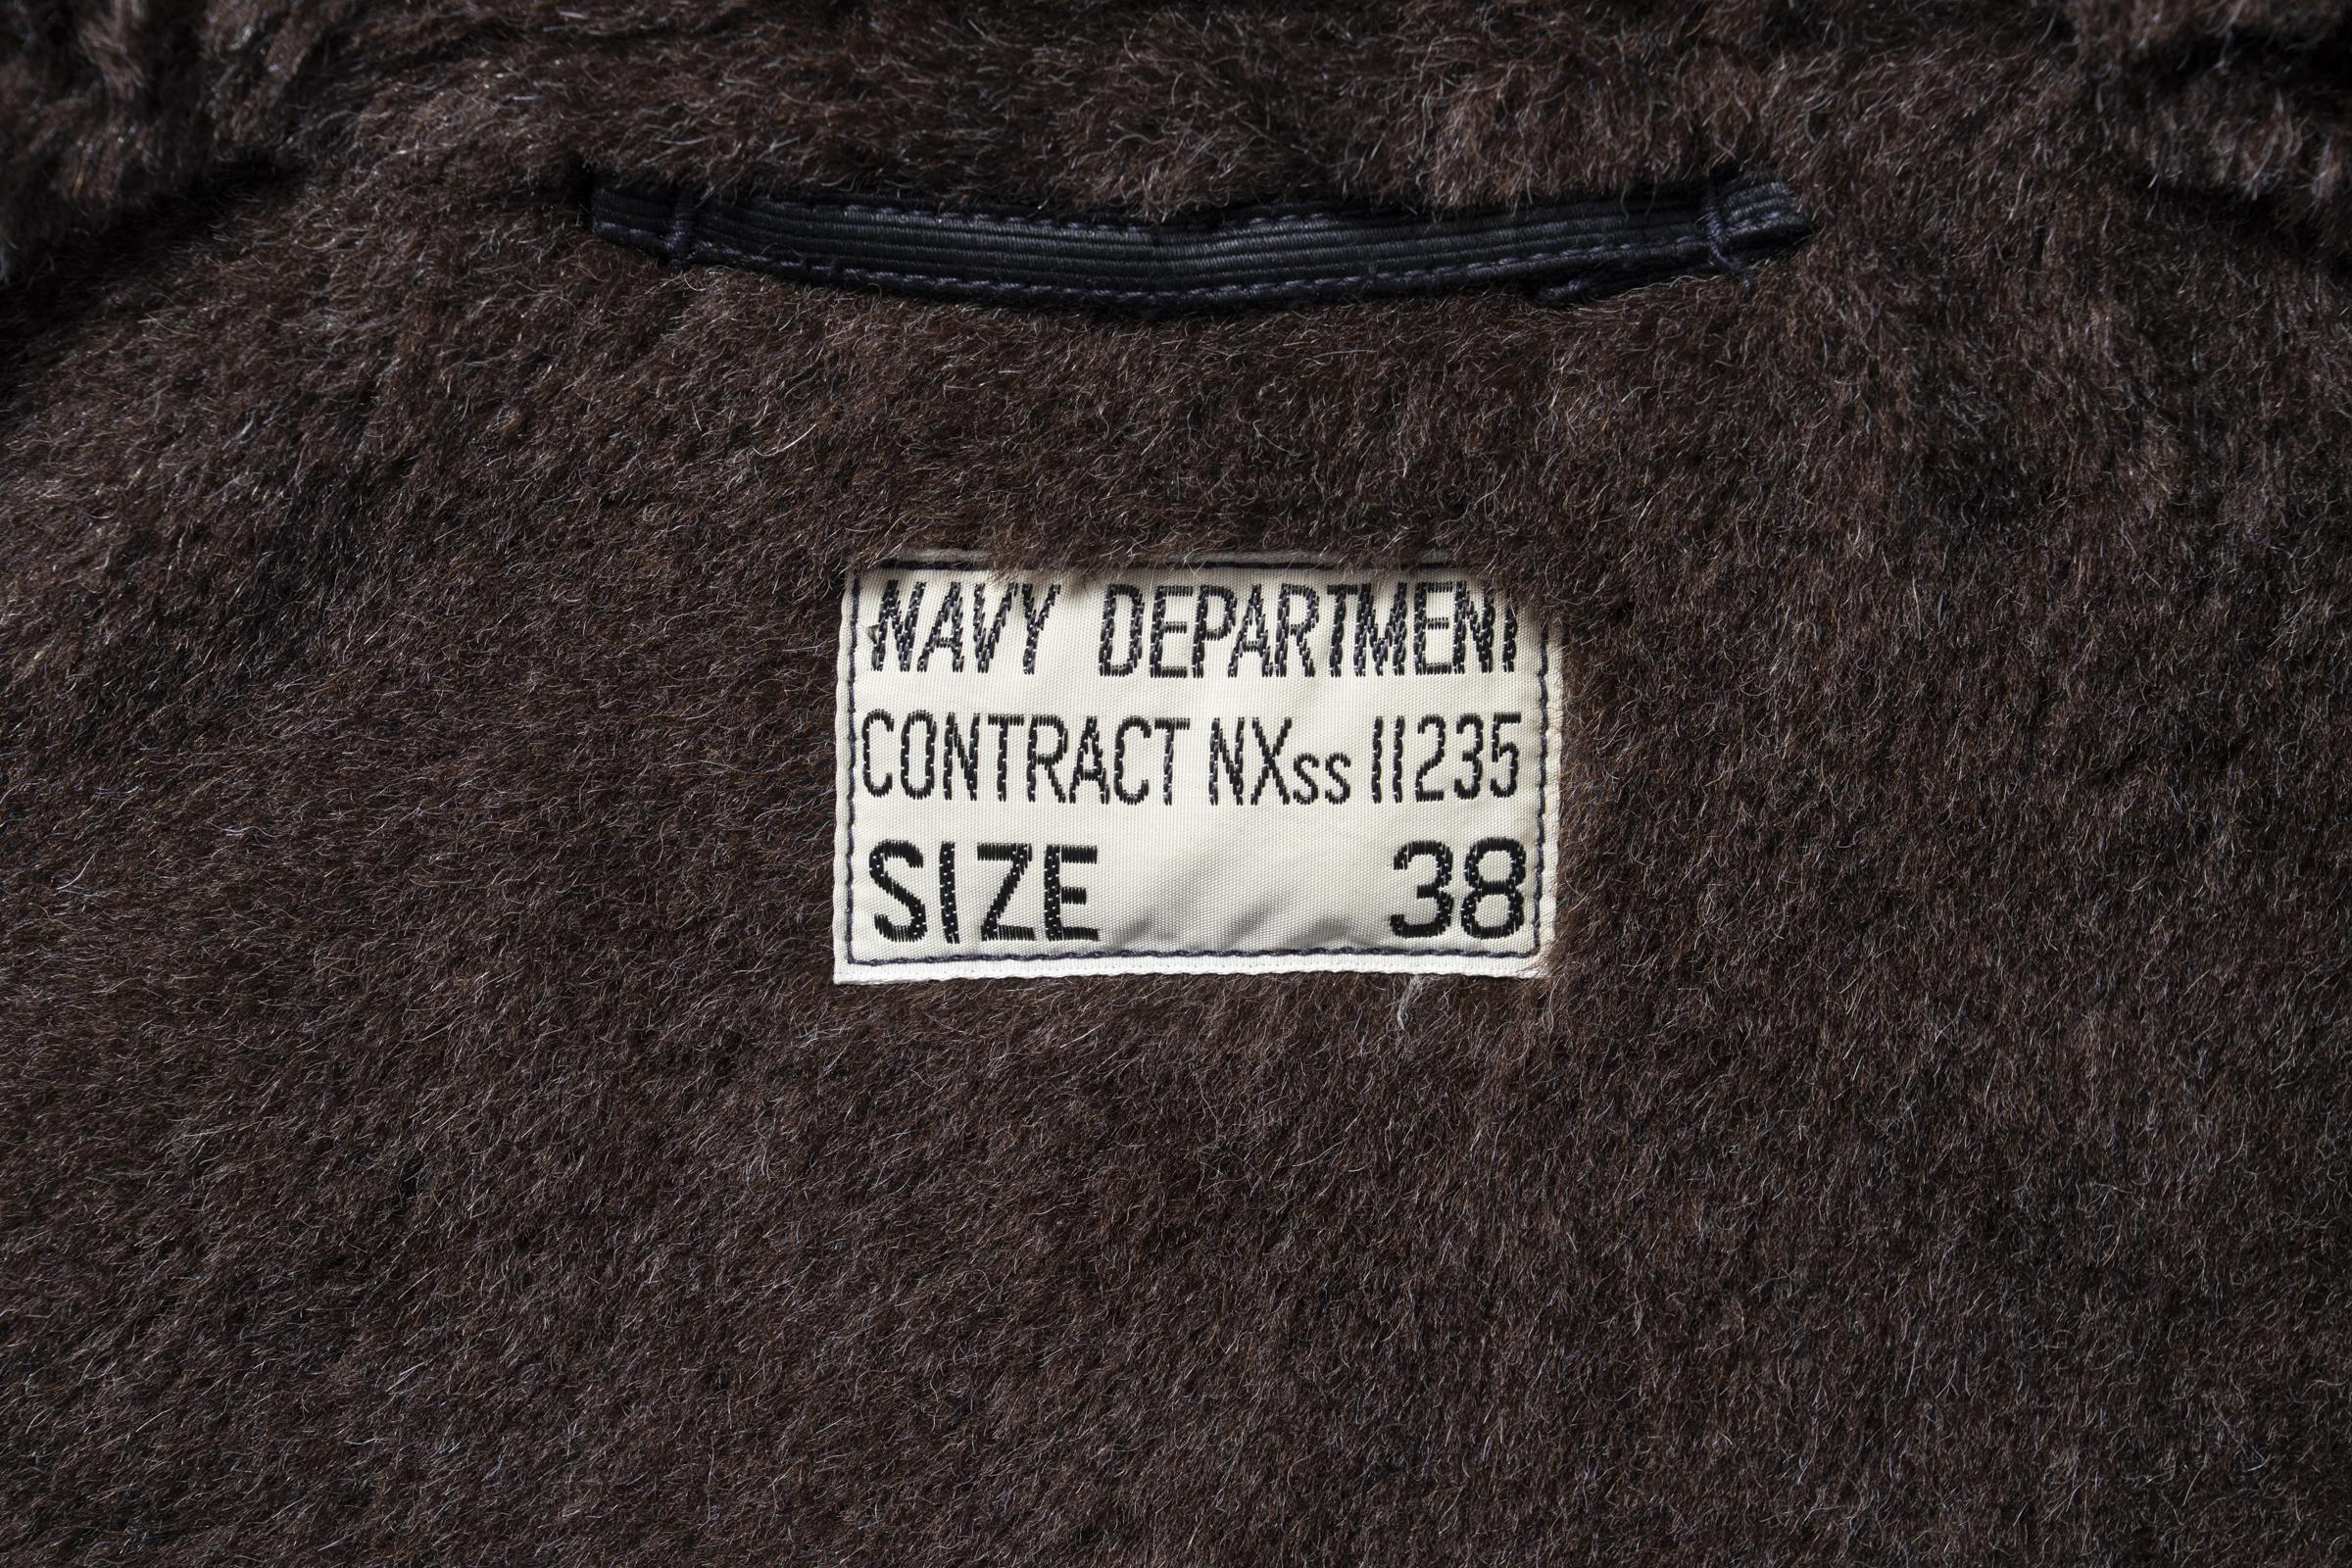 NAVY DEPARTMENT
CONTRACT NXss 11235
SIZE 38